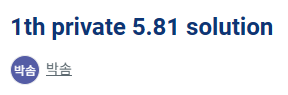 1th private 5.81 solution
박솜
박솜